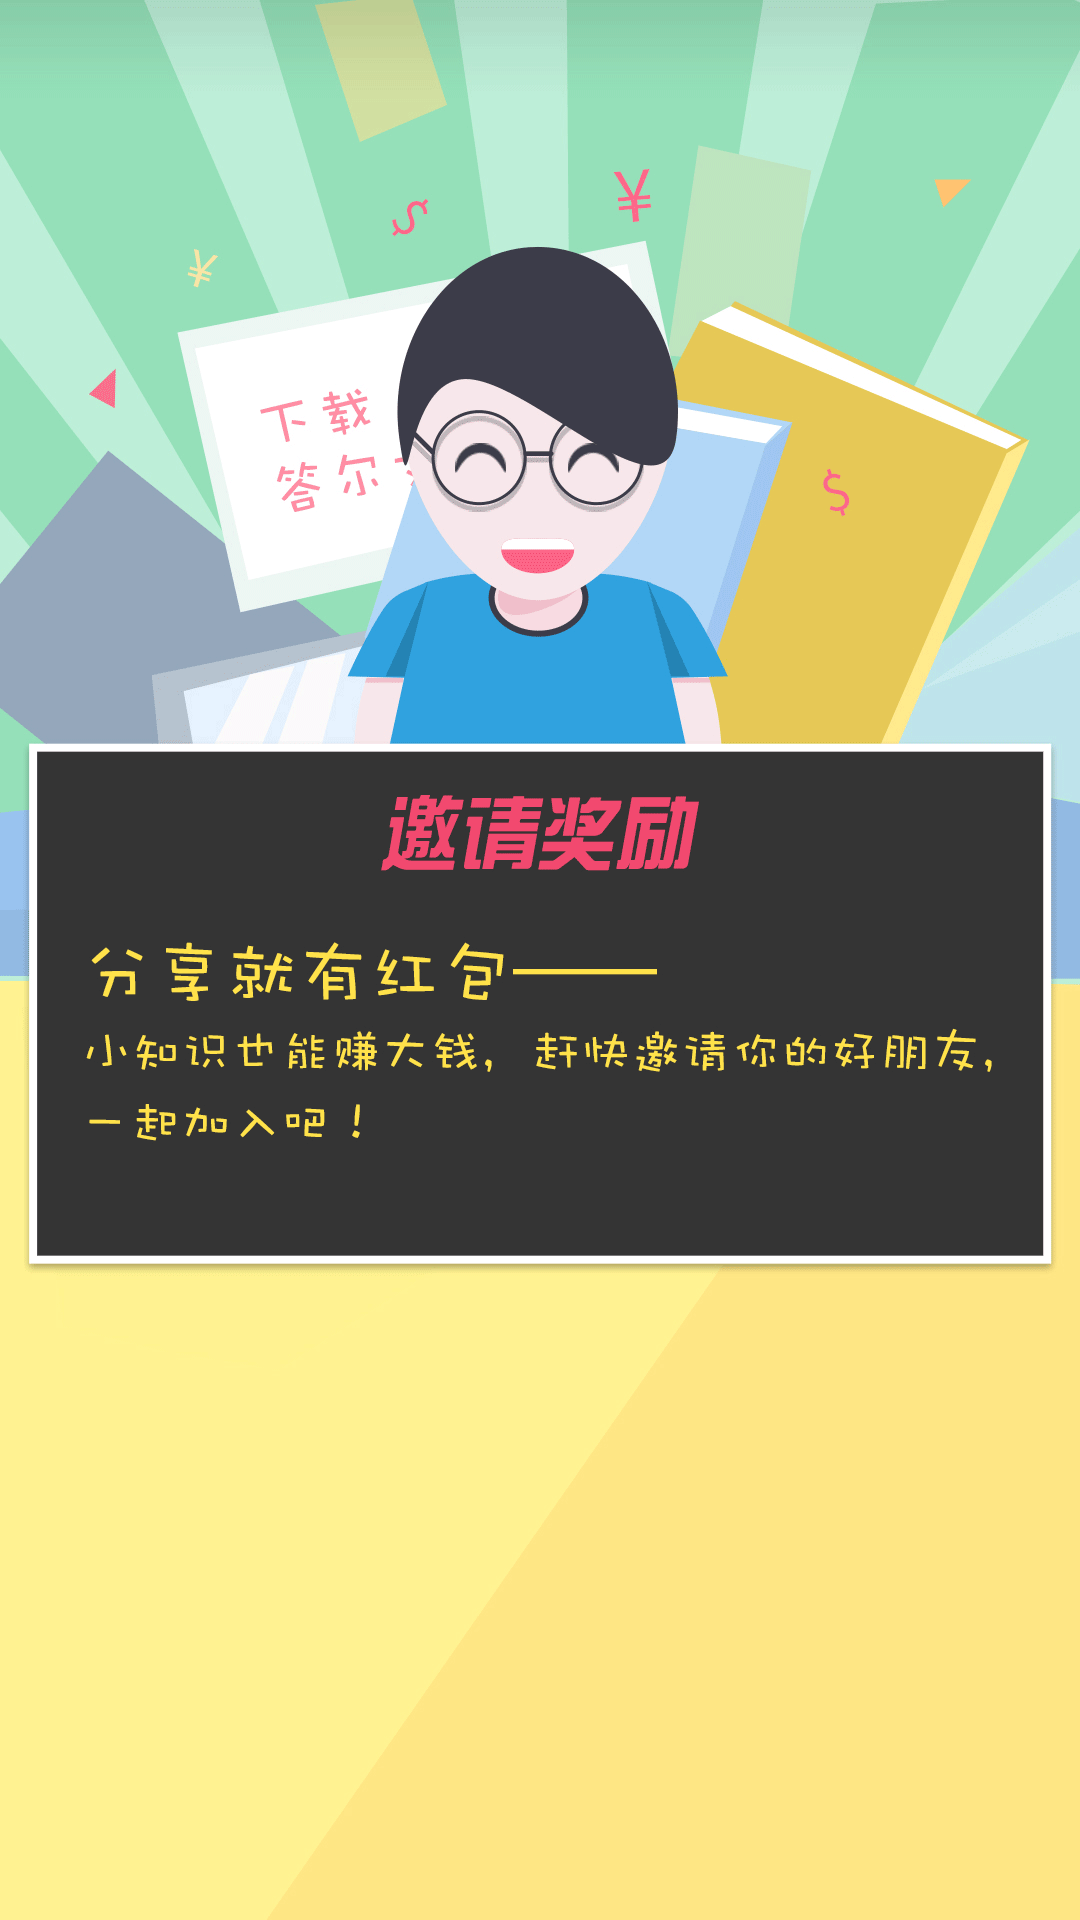 ¥
$
¥
下载
答尔
$
邀请奖励
分享就有红包——
小知识也能赚大钱，赶快邀请你的好朋友，
一起加入吧！